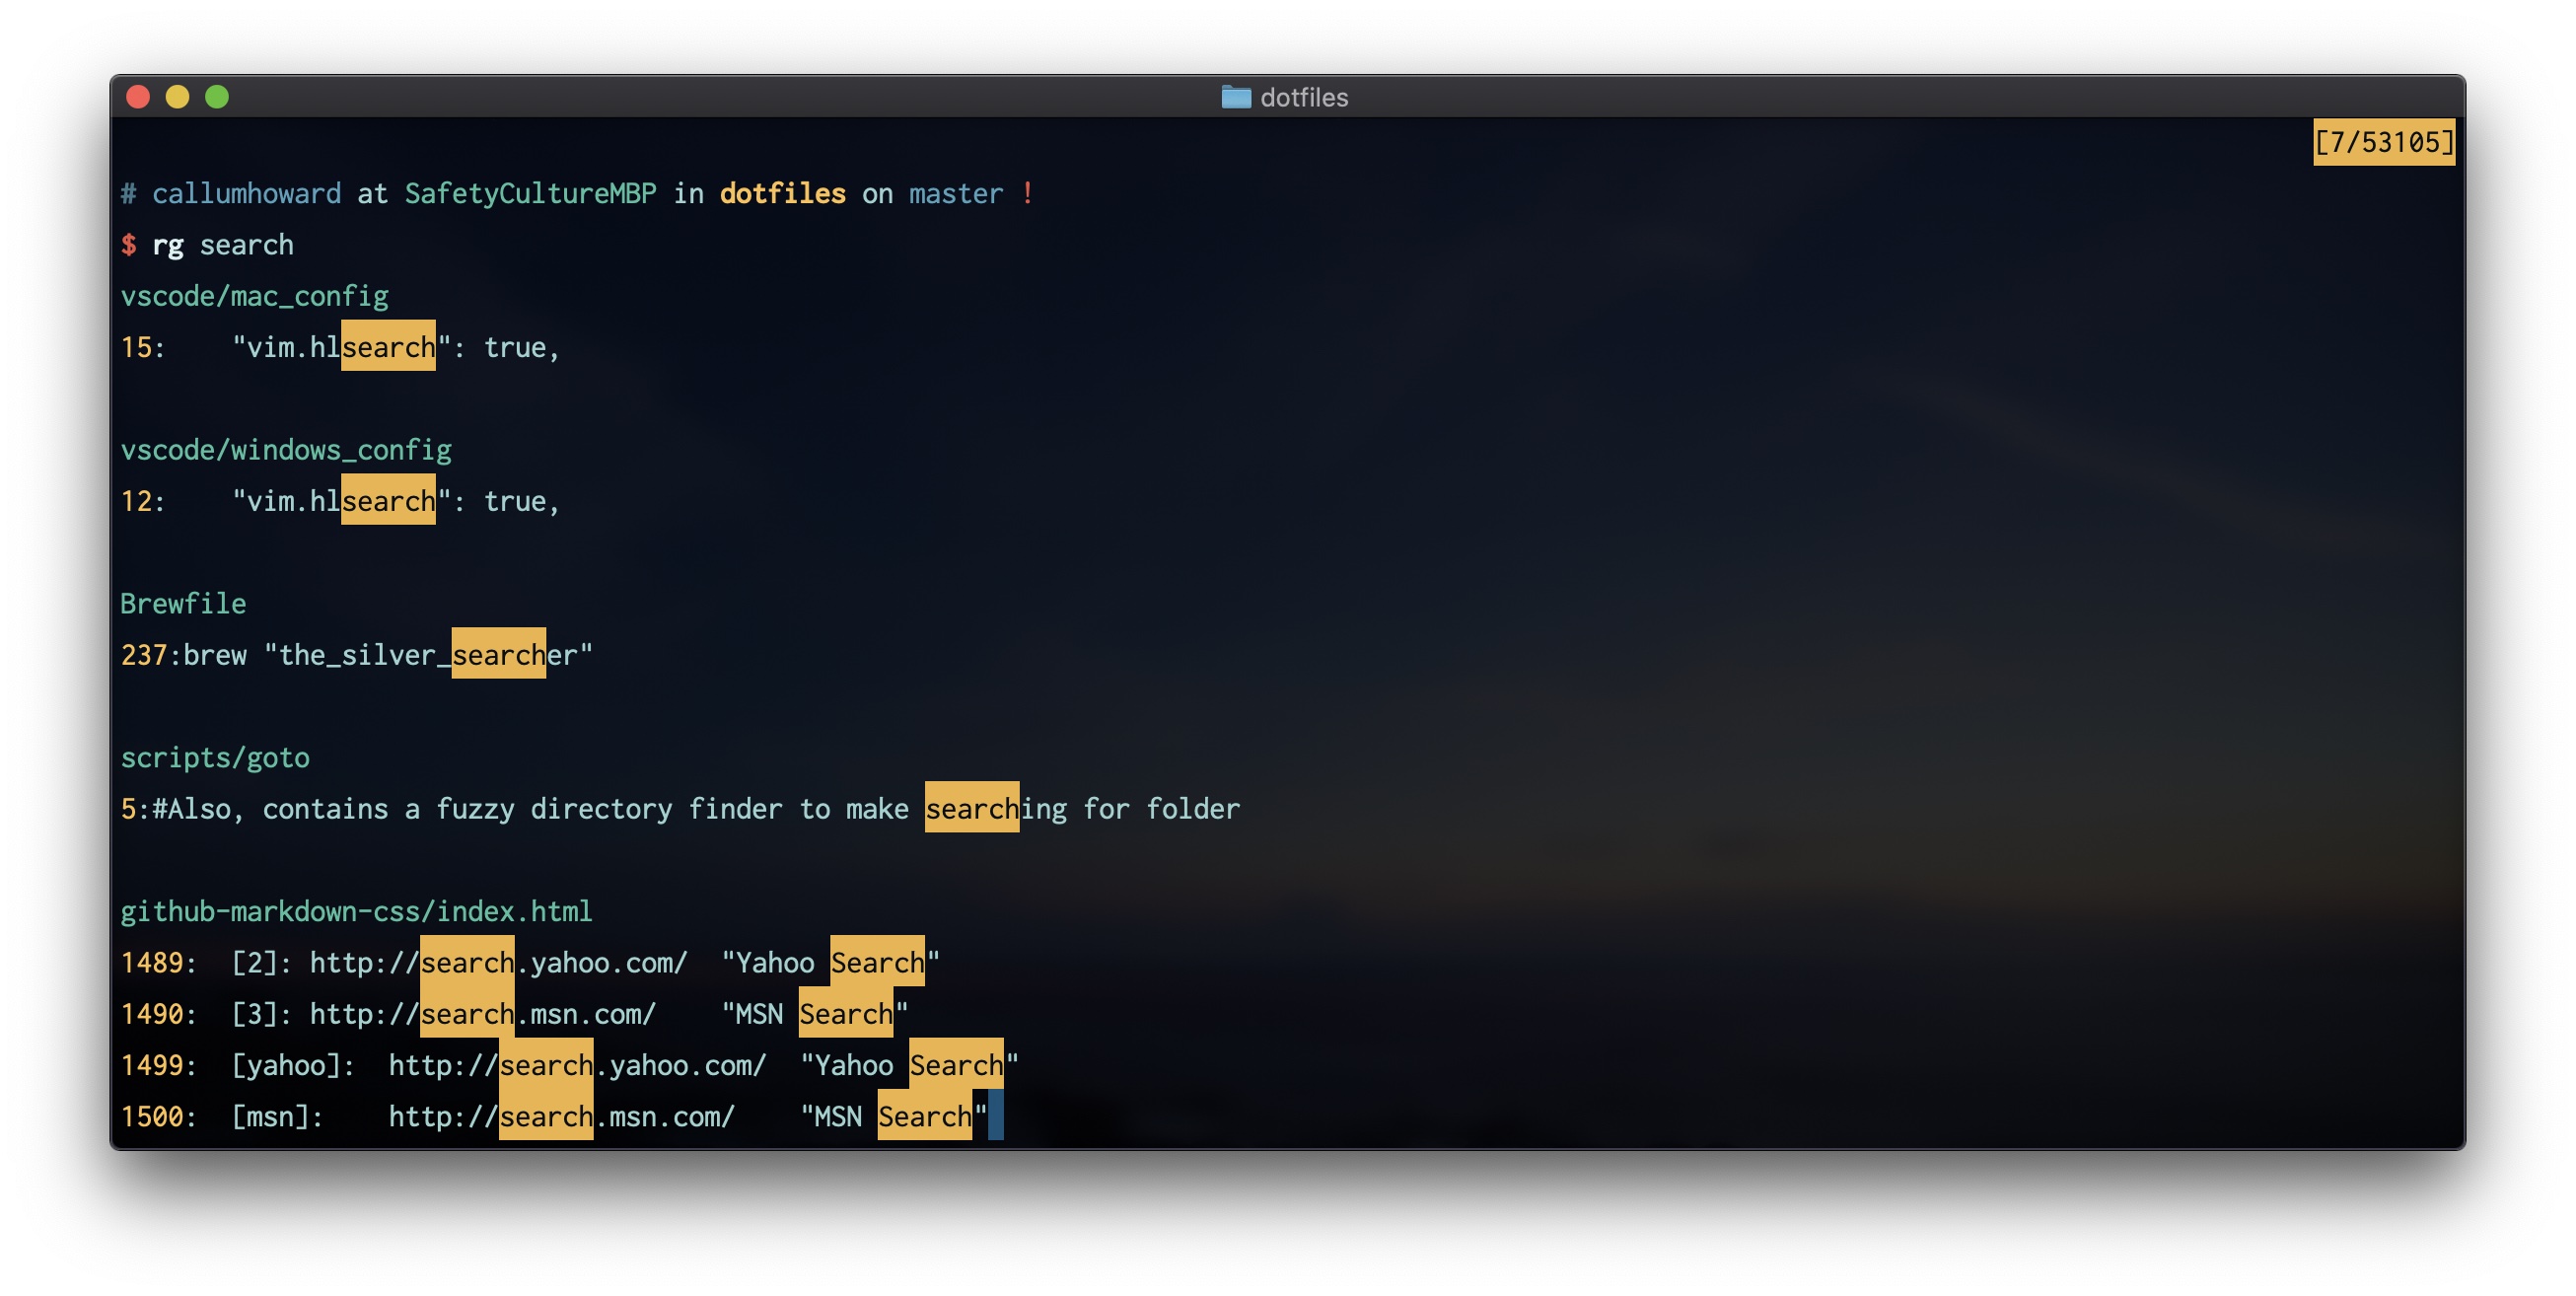 dotfiles
[7/53105]
# callumhoward at SafetyCultureMBP in dotfiles on master !
$ rg search
vscode/mac_config
15:    "vim.hlsearch": true,
vscode/windows_config
12:    "vim.hlsearch": true,
Brewfile
237:brew "the_silver_searcher"
scripts/goto
5:#Also, contains a fuzzy directory finder to make searching for folder
github-markdown-css/index.html
1489:  [2]: http://search.yahoo.com/  "Yahoo Search"
1490:  [3]: http://search.msn.com/    "MSN Search"
1499:  [yahoo]:  http://search.yahoo.com/  "Yahoo Search"
1500:  [msn]:    http://search.msn.com/    "MSN Search"